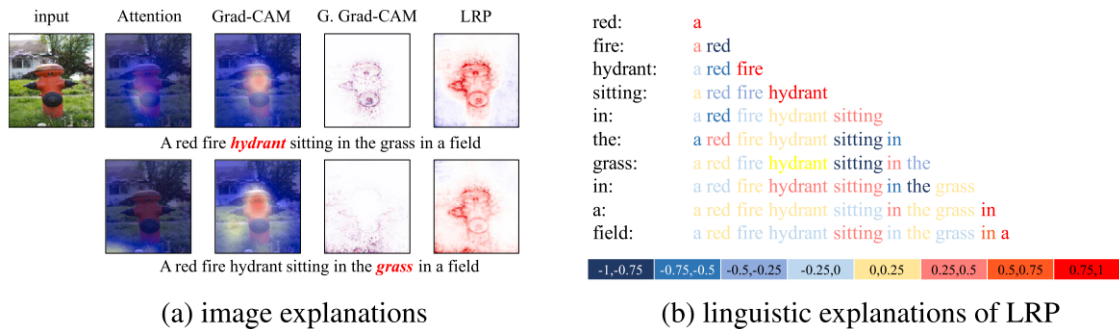 input Attention Grad-CAM G. Grad-CAM LRP
A red fire hydrant sitting in the grass in a field
A red fire hydrant sitting in the grass in a field
(a) image explanations
red: a
fire: a red
hydrant: a red fire
sitting: a red fire hydrant
in: a red fire hydrant sitting
the: a red fire hydrant sitting in
grass: a red fire hydrant sitting in the
in: a red fire hydrant sitting in the grass
a: a red fire hydrant sitting in the grass in
field: a red fire hydrant sitting in the grass in a
-1,-0.75 -0.75,-0.5 -0.5,-0.25 -0.25,0 0,0.25 0.25,0.5 0.5,0.75 0.75,1
(b) linguistic explanations of LRP